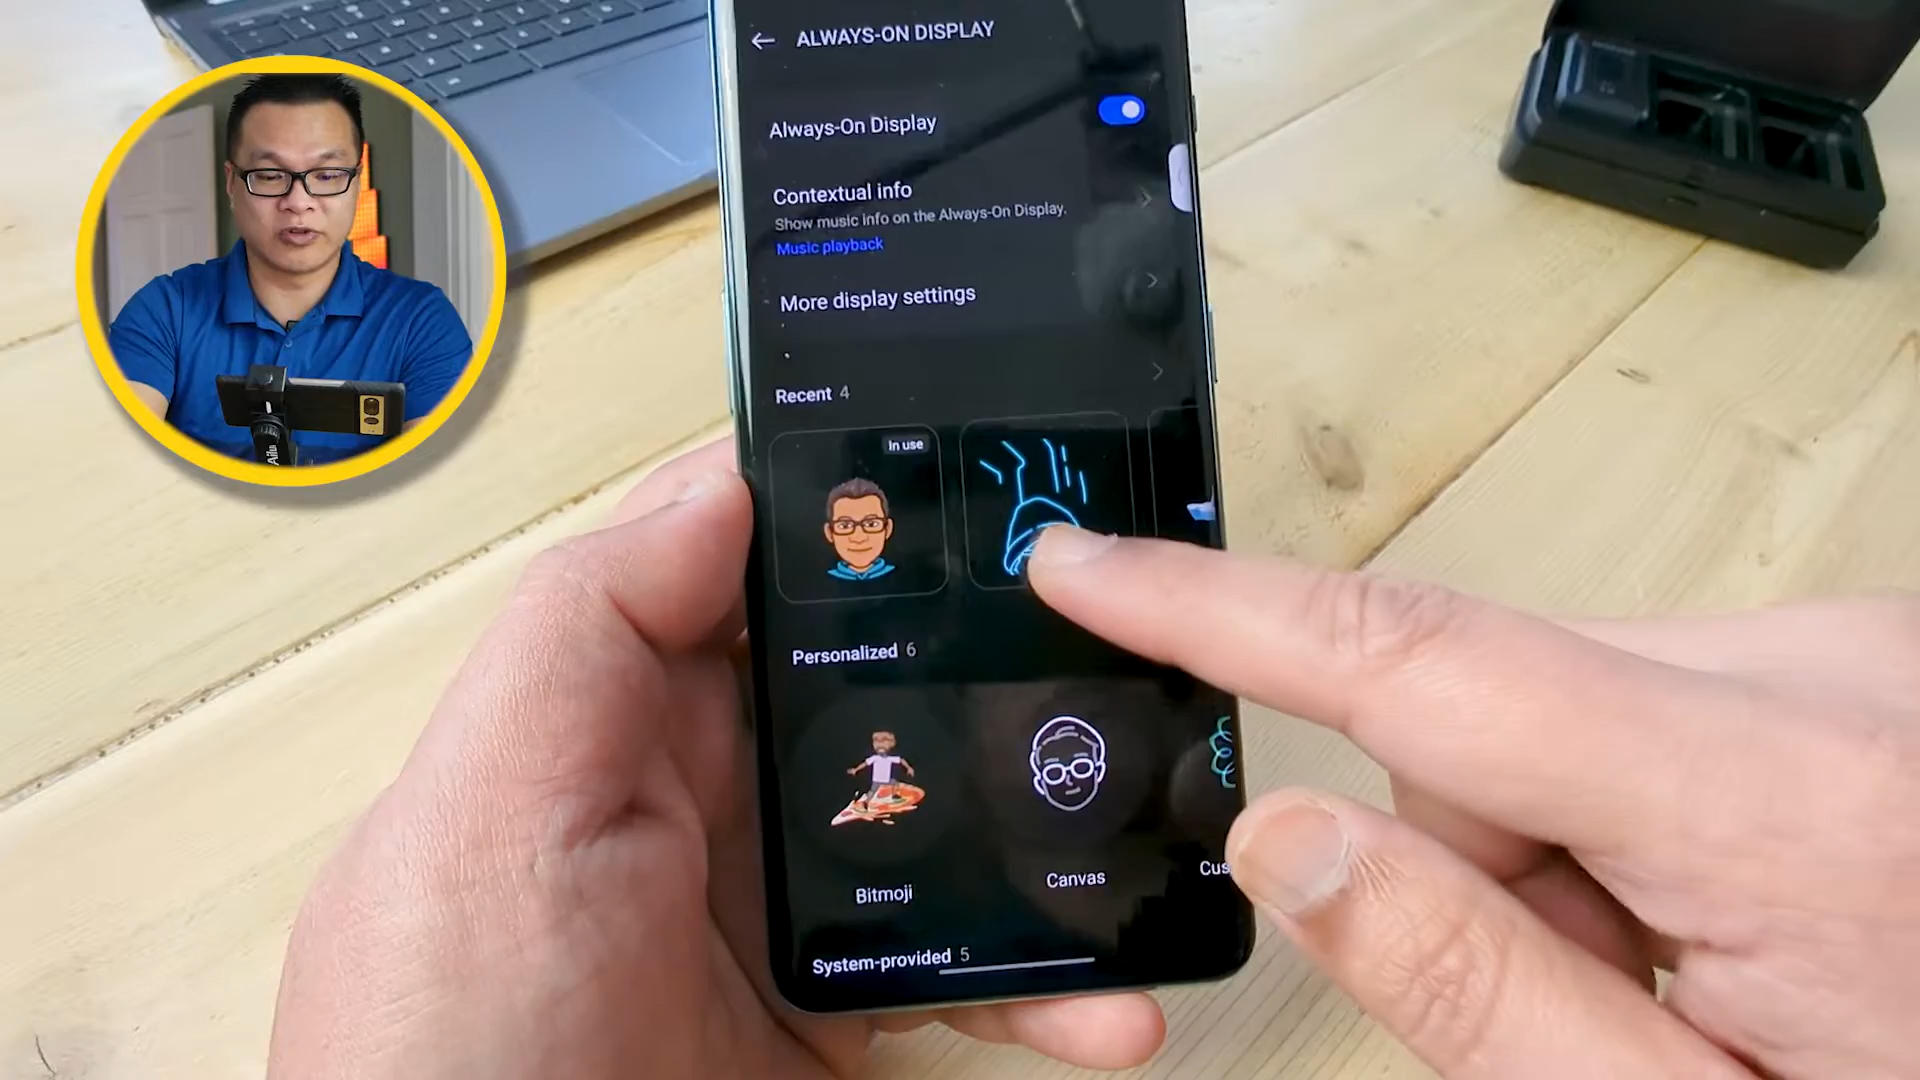 ALWAYS-ON DISPLAY
Always-On Display
Contextual info
Show music info on the Always-On Display.
Music playback
More display settings
Recent 4
In use
Personalized 6
Bitmoji
Canvas
Cus
System-provided 5